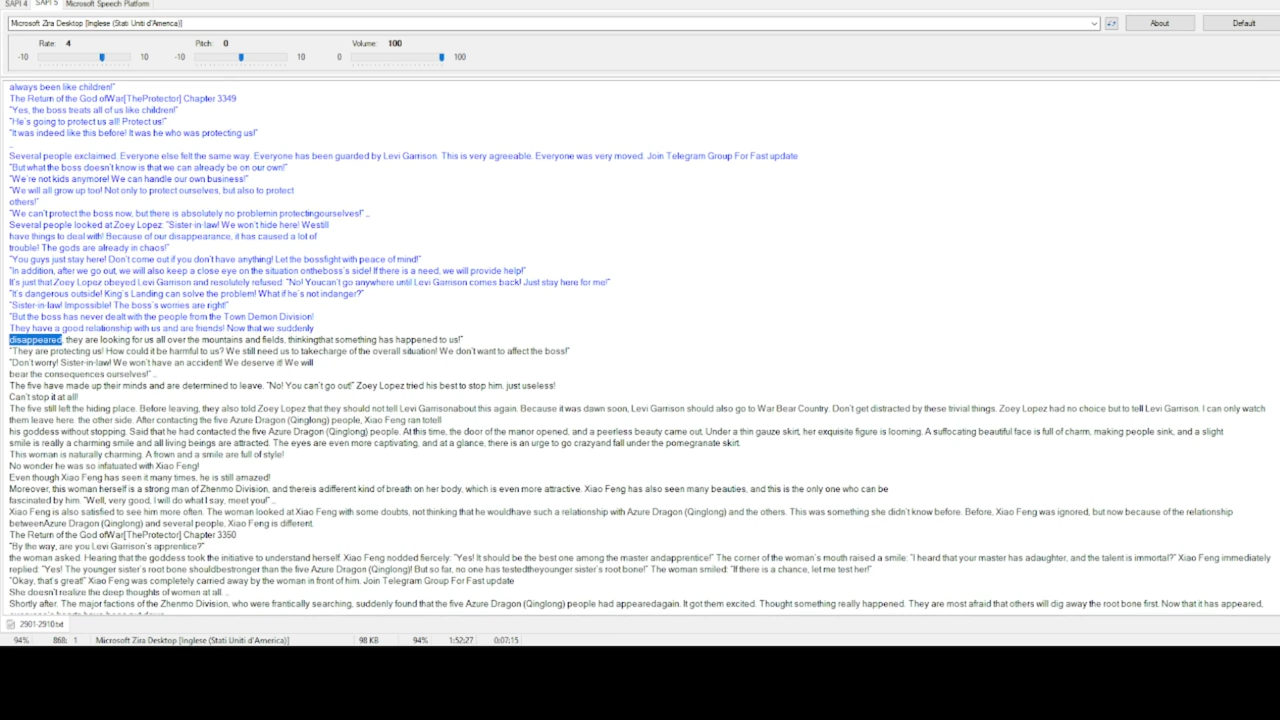 SAPI 4 SAPI 5 Microsoft Speech Platform
Microsoft Zira Desktop [Inglese (Stati Uniti d'America)] About Default
Rate: 4 Pitch: 0 Volume: 100
-10 10 -10 10 0 100
always been like children!"
The Return of the God ofWar[TheProtector] Chapter 3349
"Yes, the boss treats all of us like children!"
"He's going to protect us all! Protect us!"
"It was indeed like this before! It was he who was protecting us!"
..
Several people exclaimed. Everyone else felt the same way. Everyone has been guarded by Levi Garrison. This is very agreeable. Everyone was very moved. Join Telegram Group For Fast update
"But what the boss doesn't know is that we can already be on our own!"
"We're not kids anymore! We can handle our own business!"
"We will all grow up too! Not only to protect ourselves, but also to protect
others!"
"We can't protect the boss now, but there is absolutely no problemin protectingourselves!" ..
Several people looked at Zoey Lopez: "Sister-in-law! We won't hide here! Westill
have things to deal with! Because of our disappearance, it has caused a lot of
trouble! The gods are already in chaos!"
"You guys just stay here! Don't come out if you don't have anything! Let the bossfight with peace of mind!"
"In addition, after we go out, we will also keep a close eye on the situation ontheboss's side! If there is a need, we will provide help!"
It's just that Zoey Lopez obeyed Levi Garrison and resolutely refused: "No! Youcan't go anywhere until Levi Garrison comes back! Just stay here for me!"
"It's dangerous outside! King's Landing can solve the problem! What if he's not indanger?"
"Sister-in-law! Impossible! The boss's worries are right!"
"But the boss has never dealt with the people from the Town Demon Division!
They have a good relationship with us and are friends! Now that we suddenly
disappeared, they are looking for us all over the mountains and fields, thinkingthat something has happened to us!"
"They are protecting us! How could it be harmful to us? We still need us to takecharge of the overall situation! We don't want to affect the boss!"
"Don't worry! Sister-in-law! We won't have an accident! We deserve it! We will
bear the consequences ourselves!" ..
The five have made up their minds and are determined to leave. "No! You can't go out!" Zoey Lopez tried his best to stop him, just useless!
Can't stop it at all!
The five still left the hiding place. Before leaving, they also told Zoey Lopez that they should not tell Levi Garrisonabout this again. Because it was dawn soon, Levi Garrison should also go to War Bear Country. Don't get distracted by these trivial things. Zoey Lopez had no choice but to tell Levi Garrison. I can only watch
them leave here. the other side. After contacting the five Azure Dragon (Qinglong) people, Xiao Feng ran totell
his goddess without stopping. Said that he had contacted the five Azure Dragon (Qinglong) people. At this time, the door of the manor opened, and a peerless beauty came out. Under a thin gauze skirt, her exquisite figure is looming. A suffocating beautiful face is full of charm, making people sink, and a slight
smile is really a charming smile and all living beings are attracted. The eyes are even more captivating, and at a glance, there is an urge to go crazyand fall under the pomegranate skirt.
This woman is naturally charming. A frown and a smile are full of style!
No wonder he was so infatuated with Xiao Feng!
Even though Xiao Feng has seen it many times, he is still amazed!
Moreover, this woman herself is a strong man of Zhenmo Division, and thereis adifferent kind of breath on her body, which is even more attractive. Xiao Feng has also seen many beauties, and this is the only one who can be
fascinated by him. "Well, very good, I will do what I say, meet you!" ..
Xiao Feng is also satisfied to see him more often. The woman looked at Xiao Feng with some doubts, not thinking that he wouldhave such a relationship with Azure Dragon (Qinglong) and the others. This was something she didn't know before. Before, Xiao Feng was ignored, but now because of the relationship
betweenAzure Dragon (Qinglong) and several people, Xiao Feng is different.
The Return of the God ofWar[TheProtector] Chapter 3350
"By the way, are you Levi Garrison's apprentice?"
the woman asked. Hearing that the goddess took the initiative to understand herself. Xiao Feng nodded fiercely: "Yes! It should be the best one among the master andapprentice!" The corner of the woman's mouth raised a smile: "I heard that your master has adaughter, and the talent is immortal?" Xiao Feng immediately
replied: "Yes! The younger sister's root bone shouldbestronger than the five Azure Dragon (Qinglong)! But so far, no one has testedtheyounger sister's root bone!" The woman smiled: "If there is a chance, let me test her!"
"Okay, that's great!" Xiao Feng was completely carried away by the woman in front of him. Join Telegram Group For Fast update
She doesn't realize the deep thoughts of women at all. ..
Shortly after. The major factions of the Zhenmo Division, who were frantically searching, suddenly found that the five Azure Dragon (Qinglong) people had appearedagain. It got them excited. Thought something really happened. They are most afraid that others will dig away the root bone first. Now that it has appeared,
2901-2910.txt
94% 868: 1 Microsoft Zira Desktop [Inglese (Stati Uniti d'America)] 98 KB 94% 1:52:27 0:07:15